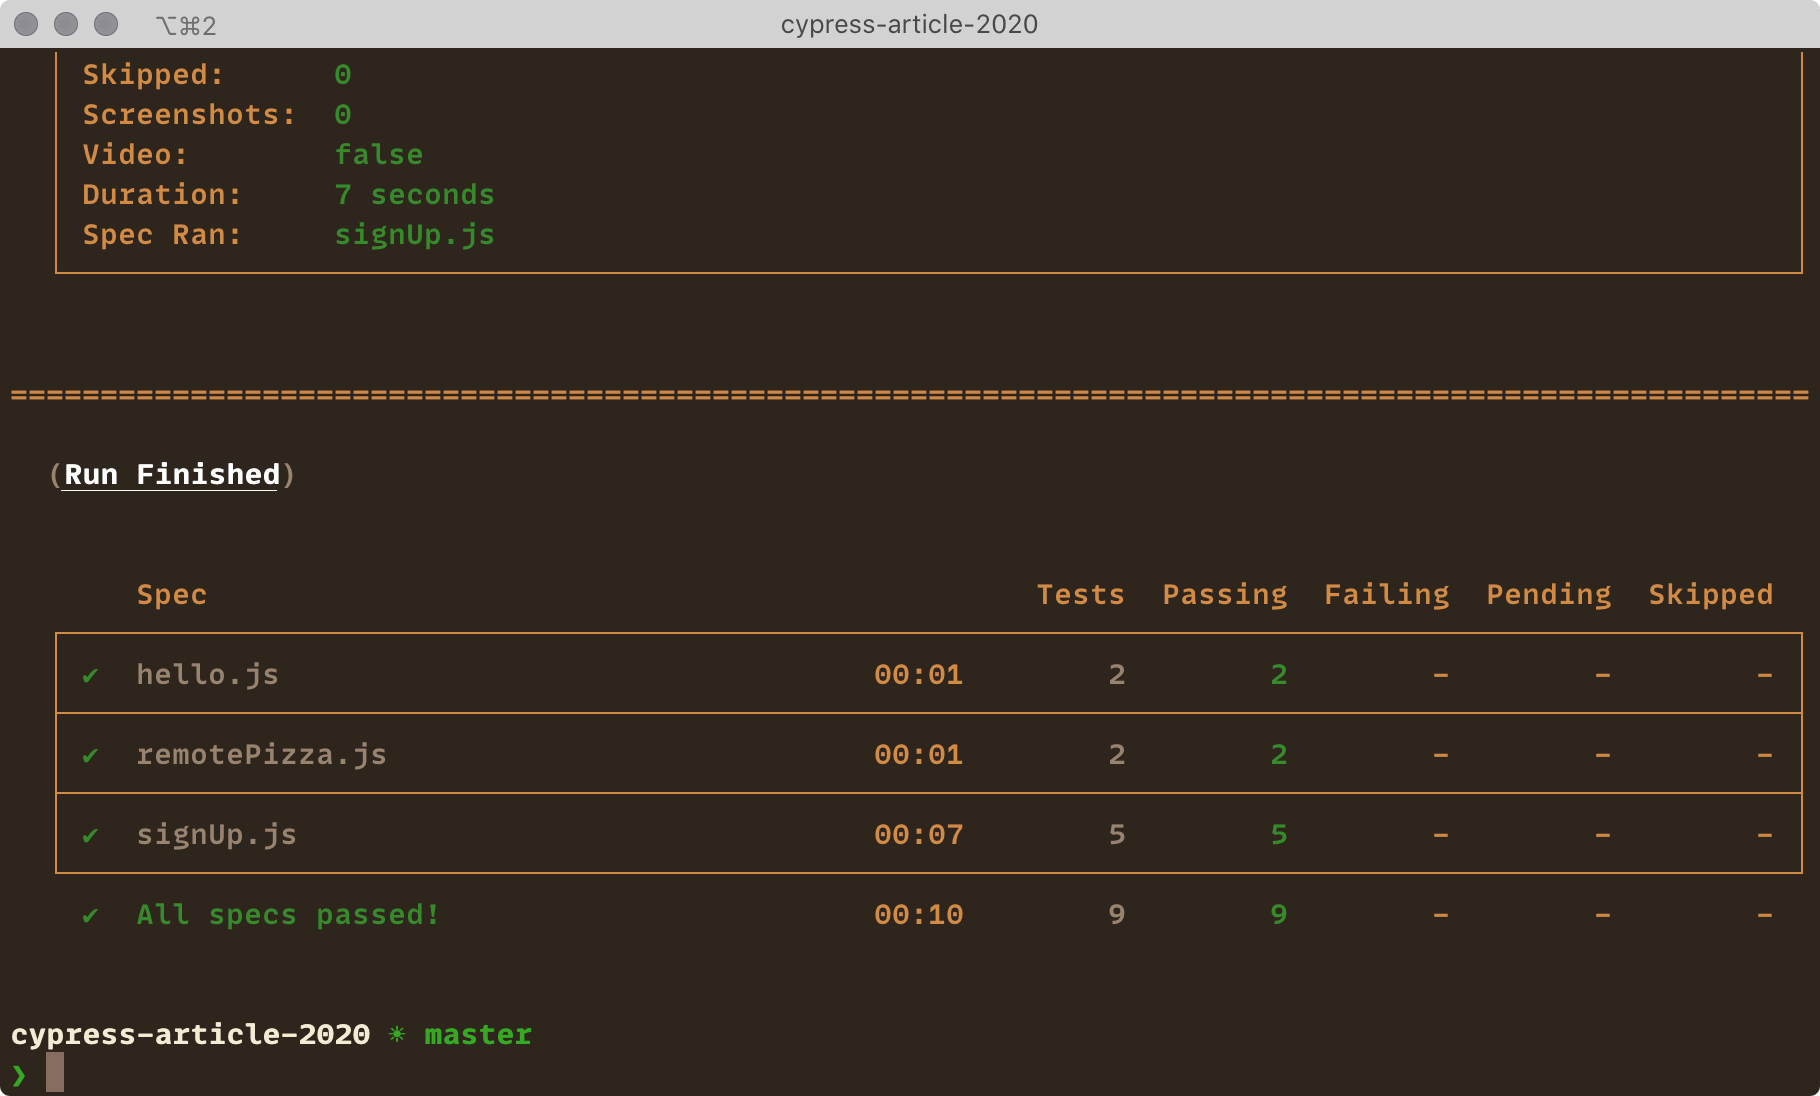 ⌥⌘2 cypress-article-2020
Skipped: 0
Screenshots: 0
Video: false
Duration: 7 seconds
Spec Ran: signUp.js
====================================================================================================
(Run Finished)
Spec Tests Passing Failing Pending Skipped
✔ hello.js 00:01 2 2 - - -
✔ remotePizza.js 00:01 2 2 - - -
✔ signUp.js 00:07 5 5 - - -
✔ All specs passed! 00:10 9 9 - - -
cypress-article-2020 ☀ master
❯